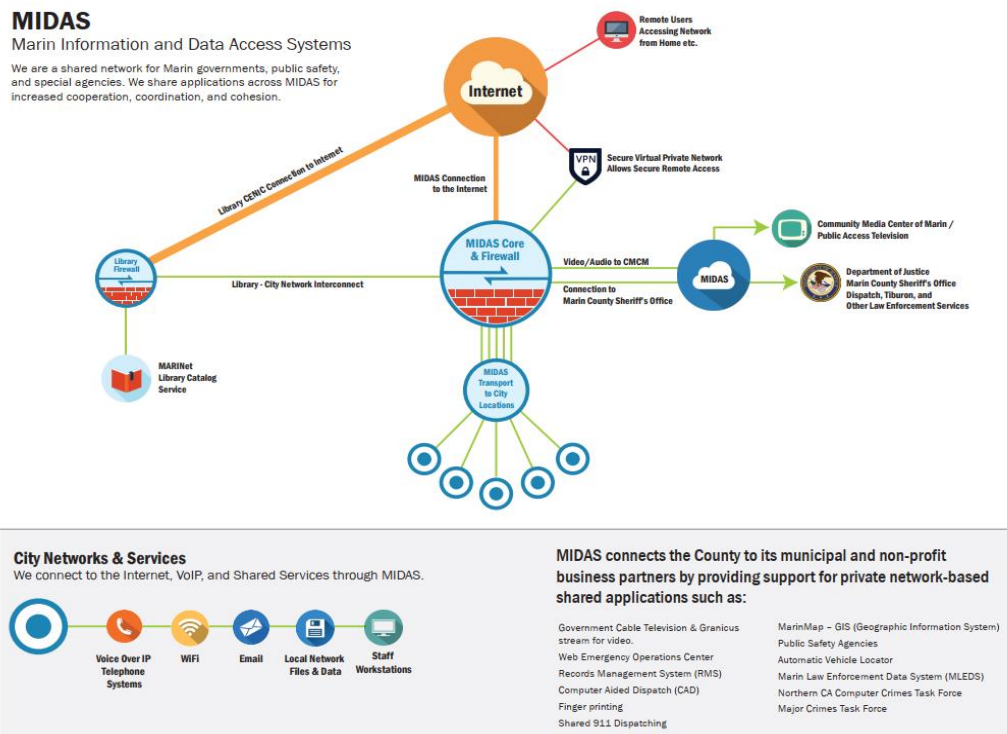 MIDAS
Marin Information and Data Access Systems
We are a shared network for Marin governments, public safety,
and special agencies. We share applications across MIDAS for
increased cooperation, coordination, and cohesion.
Remote Users
Accessing Network
from Home etc.
Internet
Library CENIC Connection to Internet
MIDAS Connection
to the Internet
VPN
Secure Virtual Private Network
Allows Secure Remote Access
Library
Firewall
Library - City Network Interconnect
MIDAS Core
& Firewall
Video/Audio to CMCM
Connection to
Marin County Sheriff's Office
MIDAS
Community Media Center of Marin /
Public Access Television
Department of Justice
Marin County Sheriff's Office
Dispatch, Tiburon, and
Other Law Enforcement Services
MARINet
Library Catalog
Service
MIDAS
Transport
to City
Locations
City Networks & Services
We connect to the Internet, VoIP, and Shared Services through MIDAS.
Voice Over IP
Telephone
Systems
WiFi
Email
Local Network
Files & Data
Staff
Workstations
MIDAS connects the County to its municipal and non-profit
business partners by providing support for private network-based
shared applications such as:
Government Cable Television & Granicus
stream for video.
Web Emergency Operations Center
Records Management System (RMS)
Computer Aided Dispatch (CAD)
Finger printing
Shared 911 Dispatching
MarinMap – GIS (Geographic Information System)
Public Safety Agencies
Automatic Vehicle Locator
Marin Law Enforcement Data System (MLEDS)
Northern CA Computer Crimes Task Force
Major Crimes Task Force